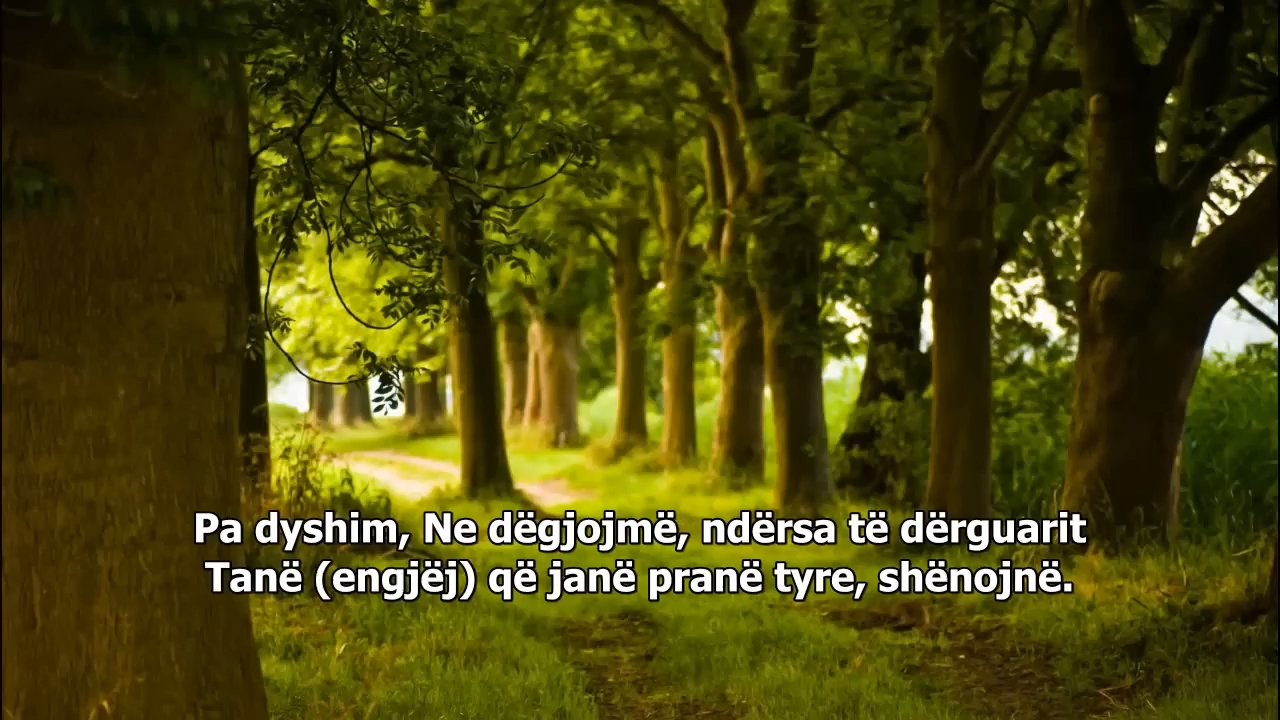 Pa dyshim, Ne dëgjojmë, ndërsa të dërguarit
Tanë (engjëj) që janë pranë tyre, shënojnë.